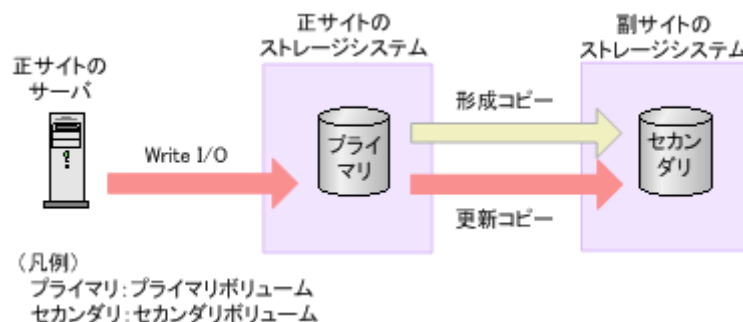 正サイトの
サーバ
正サイトの
ストレージシステム
副サイトの
ストレージシステム
Write I/O
プライ
マリ
形成コピー
更新コピー
セカン
ダリ
（凡例）
プライマリ：プライマリボリューム
セカンダリ：セカンダリボリューム